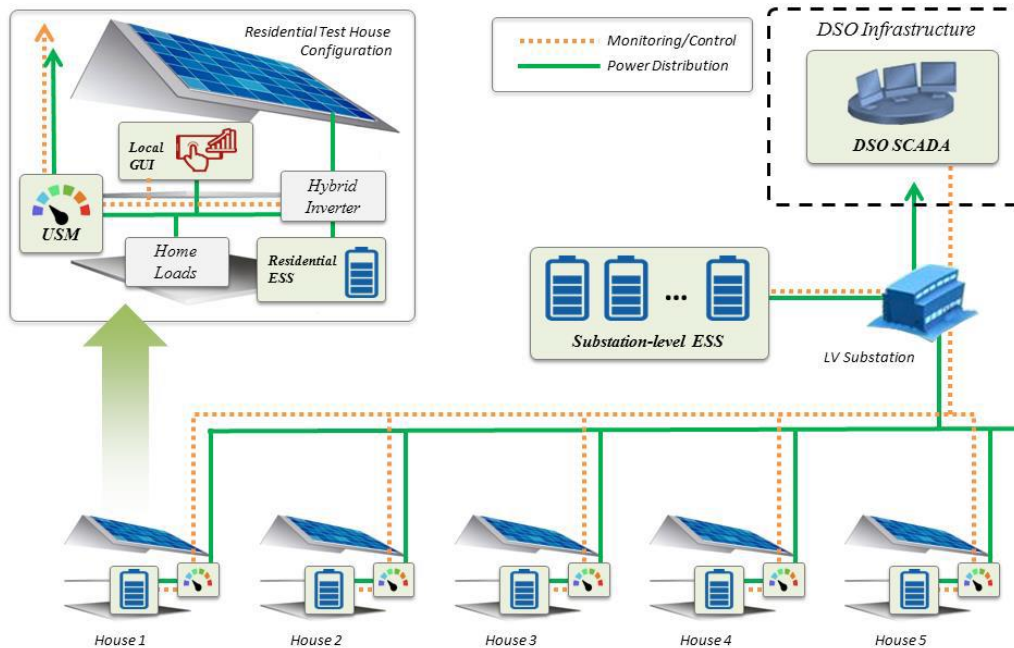 Residential Test House
Configuration
Local
GUI
Hybrid
Inverter
USM
Home
Loads
Residential
ESS
Monitoring/Control
Power Distribution
DSO Infrastructure
DSO SCADA
...
Substation-level ESS
LV Substation
House 1
House 2
House 3
House 4
House 5